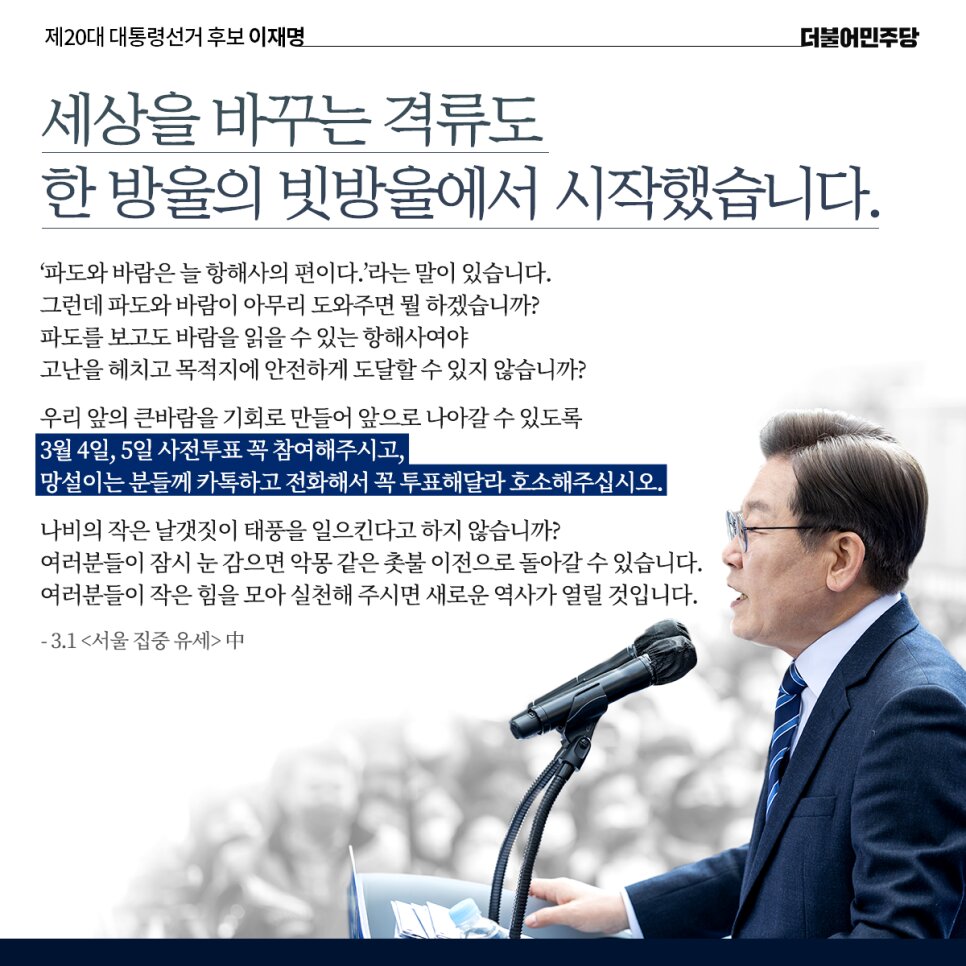 제20대 대통령선거 후보 이재명
더불어민주당
세상을 바꾸는 격류도
한 방울의 빗방울에서 시작했습니다.
‘파도와 바람은 늘 항해사의 편이다.’라는 말이 있습니다.
그런데 파도와 바람이 아무리 도와주면 뭘 하겠습니까?
파도를 보고도 바람을 읽을 수 있는 항해사여야
고난을 헤치고 목적지에 안전하게 도달할 수 있지 않습니까?
우리 앞의 큰바람을 기회로 만들어 앞으로 나아갈 수 있도록
3월 4일, 5일 사전투표 꼭 참여해주시고,
망설이는 분들께 카톡하고 전화해서 꼭 투표해달라 호소해주십시오.
나비의 작은 날갯짓이 태풍을 일으킨다고 하지 않습니까?
여러분들이 잠시 눈 감으면 악몽 같은 촛불 이전으로 돌아갈 수 있습니다.
여러분들이 작은 힘을 모아 실천해 주시면 새로운 역사가 열릴 것입니다.
- 3.1 <서울 집중 유세> 中